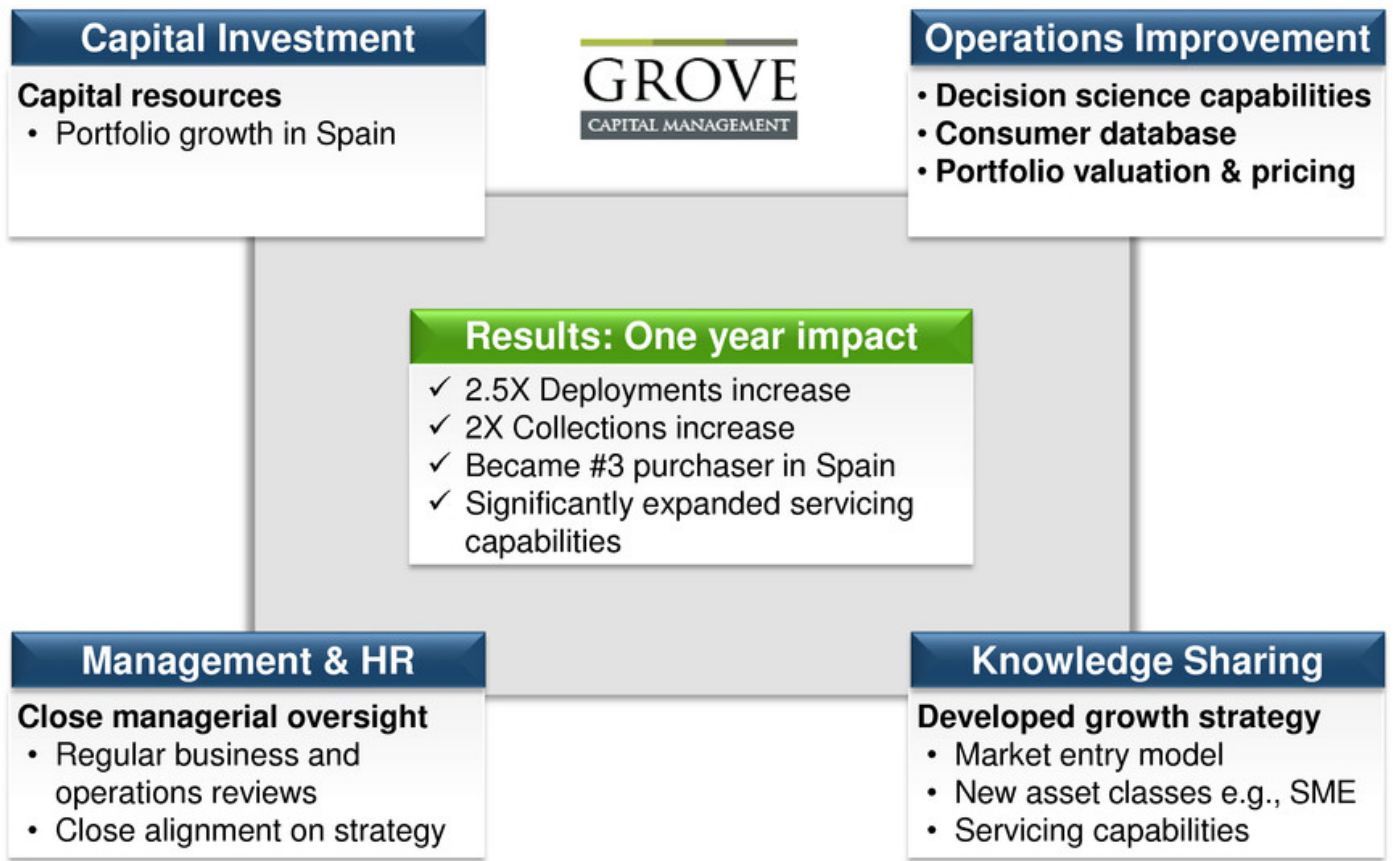 Capital Investment
Capital resources
• Portfolio growth in Spain
GROVE
CAPITAL MANAGEMENT
Operations Improvement
• Decision science capabilities
• Consumer database
• Portfolio valuation & pricing
Results: One year impact
✓ 2.5X Deployments increase
✓ 2X Collections increase
✓ Became #3 purchaser in Spain
✓ Significantly expanded servicing
capabilities
Management & HR
Close managerial oversight
• Regular business and
operations reviews
• Close alignment on strategy
Knowledge Sharing
Developed growth strategy
• Market entry model
• New asset classes e.g., SME
• Servicing capabilities